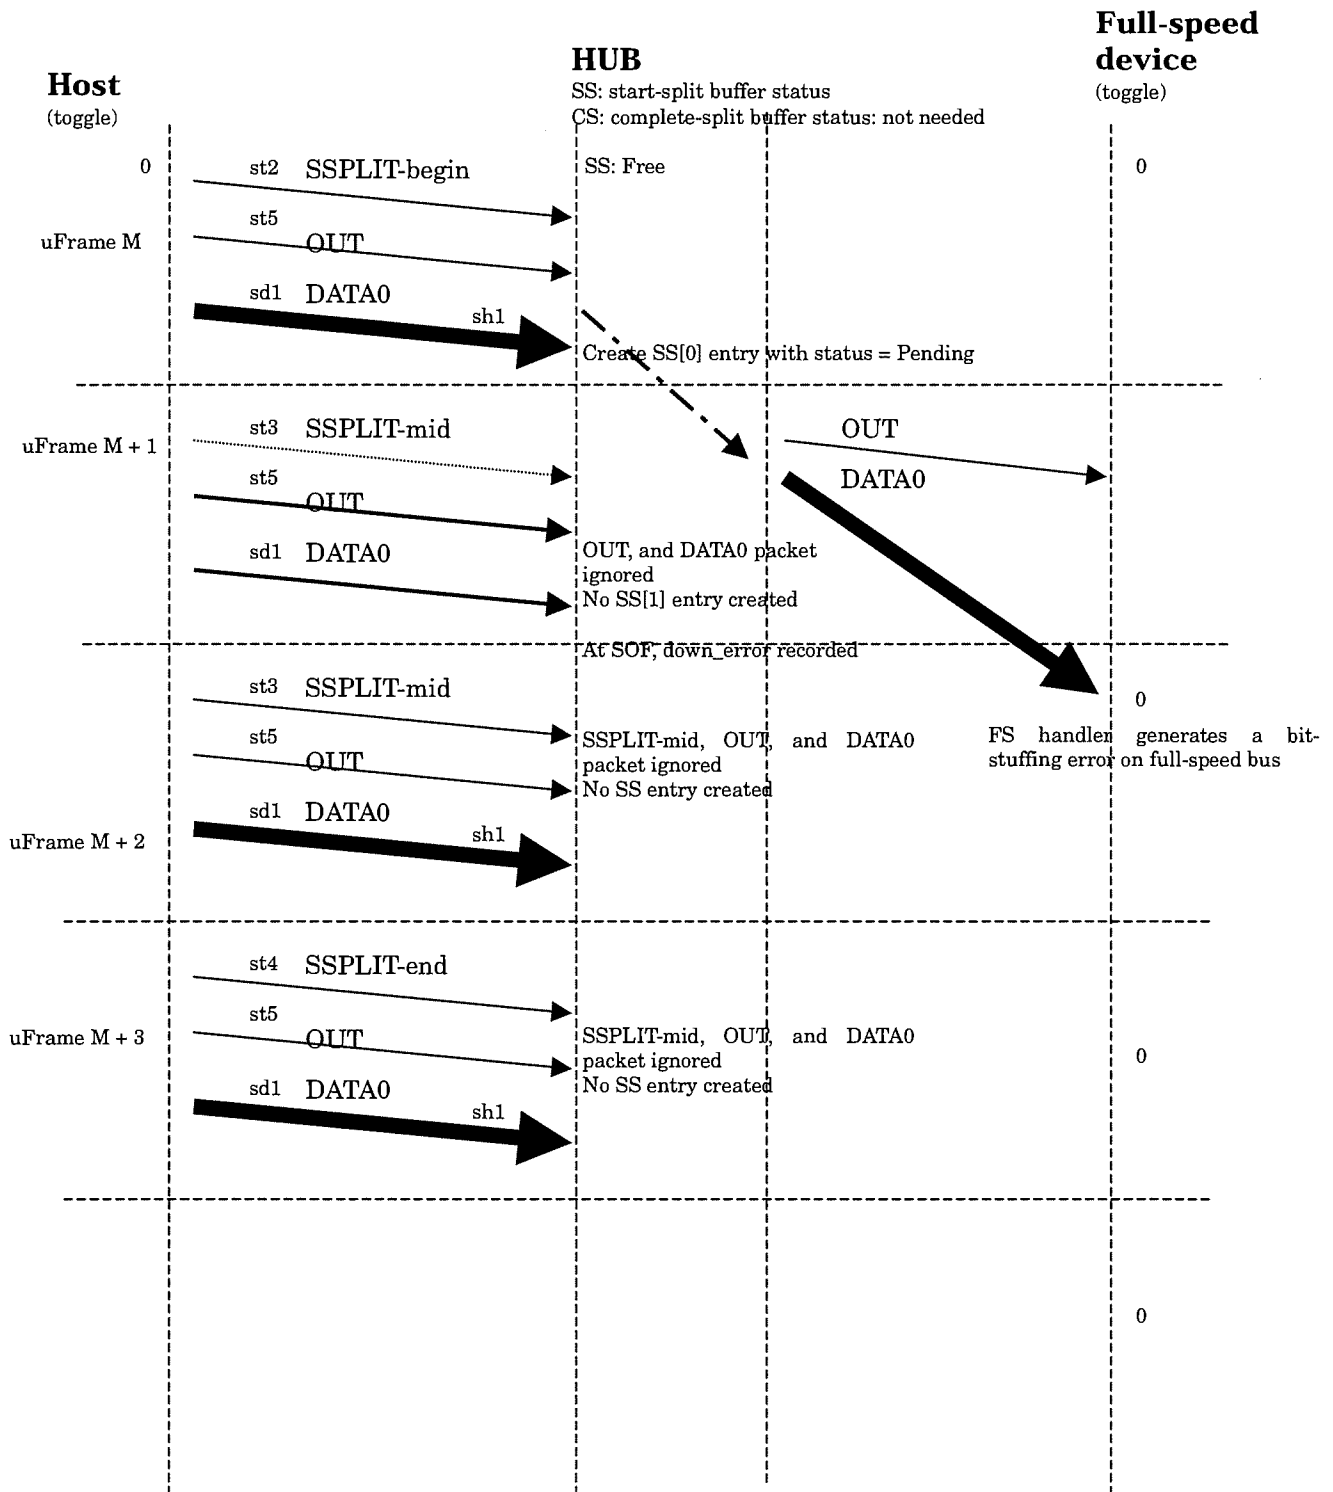 Full-speed
device
(toggle)
HUB
SS: start-split buffer status
CS: complete-split buffer status: not needed
Host
(toggle)
0
st2 SSPLIT-begin
SS: Free
0
st5
uFrame M
OUT
sd1 DATA0
sh1
Create SS[0] entry with status = Pending
st3 SSPLIT-mid
OUT
uFrame M + 1
st5
DATA0
OUT
sd1 DATA0
OUT, and DATA0 packet
ignored
No SS[1] entry created
At SOF, down_error recorded
st3 SSPLIT-mid
0
st5
OUT
SSPLIT-mid, OUT, and DATA0
packet ignored
No SS entry created
FS handler generates a bit-
stuffing error on full-speed bus
sd1 DATA0
sh1
uFrame M + 2
st4 SSPLIT-end
st5
uFrame M + 3
OUT
SSPLIT-mid, OUT, and DATA0
packet ignored
No SS entry created
0
sd1 DATA0
sh1
0